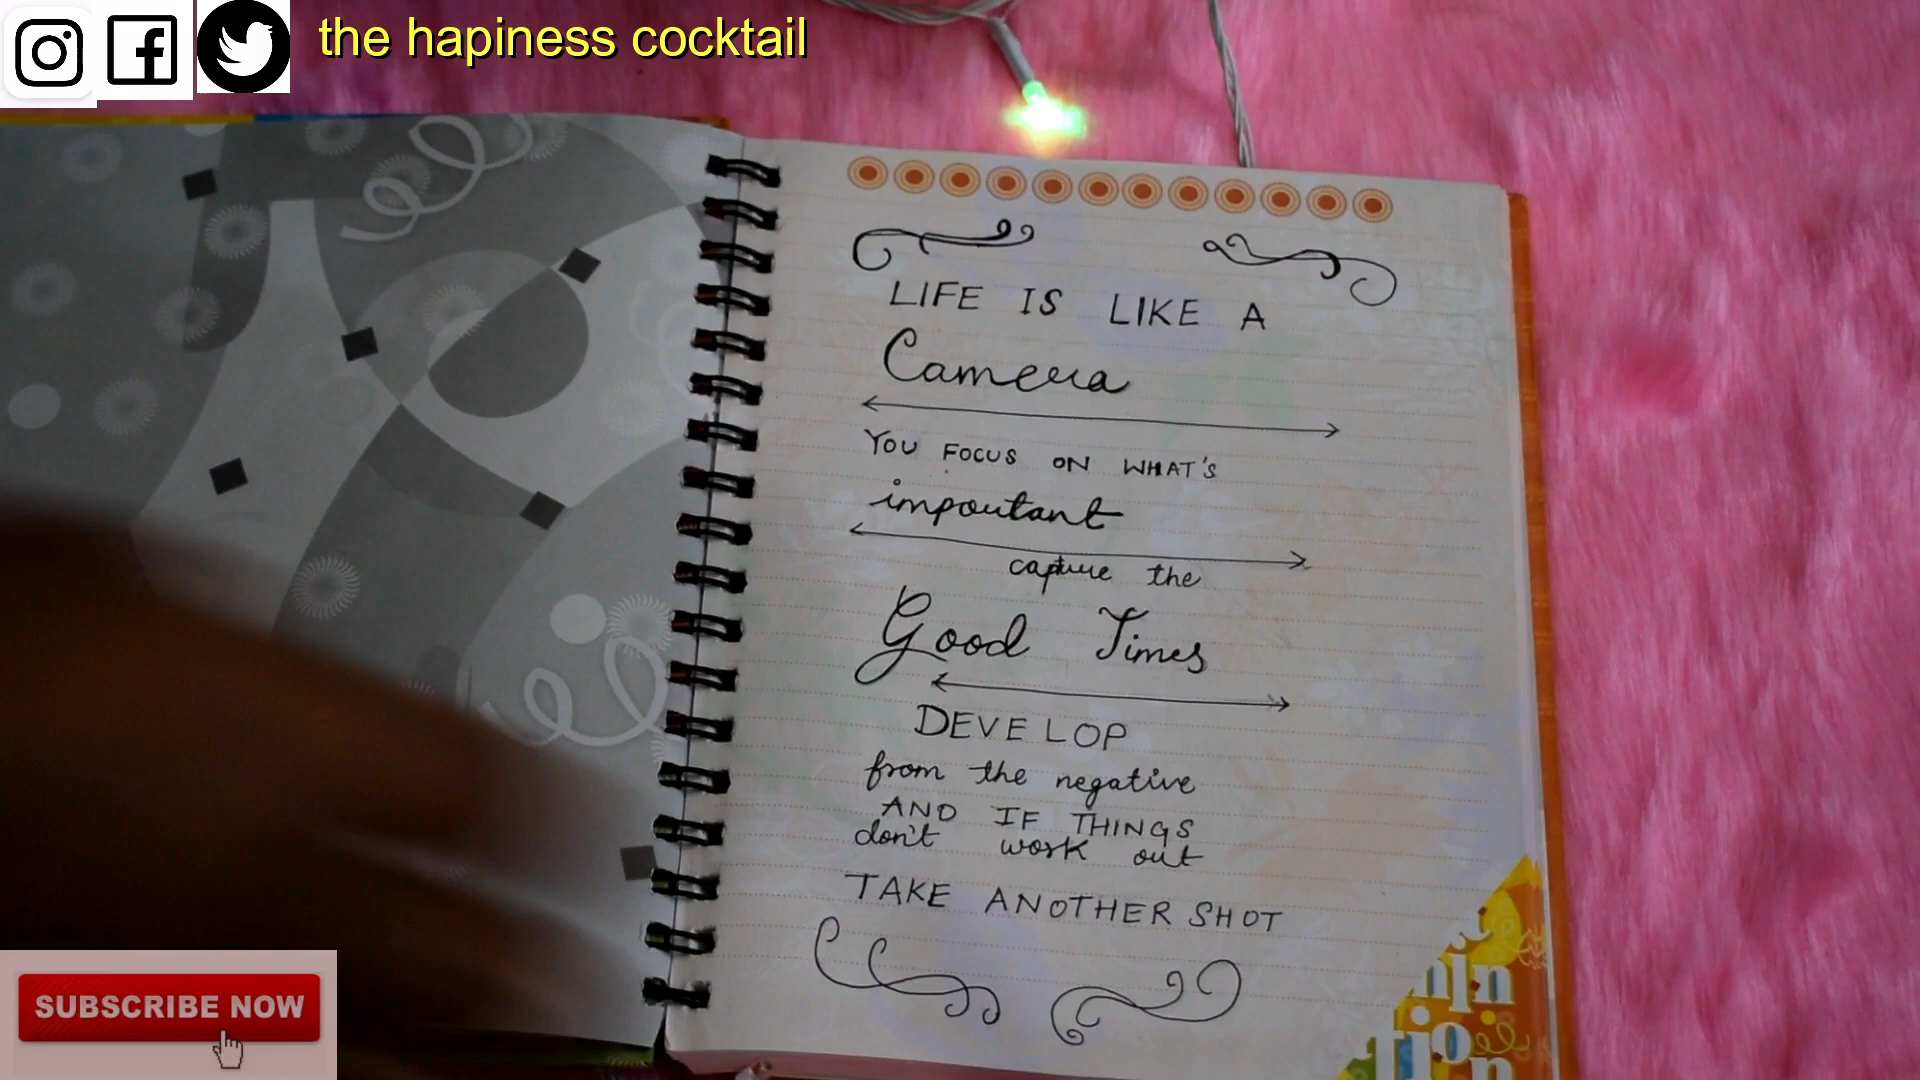 the hapiness cocktail
LIFE IS LIKE A
Camera
YOU FOCUS ON WHAT'S
important
capture the
Good Times
DEVELOP
from the negative
AND IF THINGS
don't work out
TAKE ANOTHER SHOT
SUBSCRIBE NOW